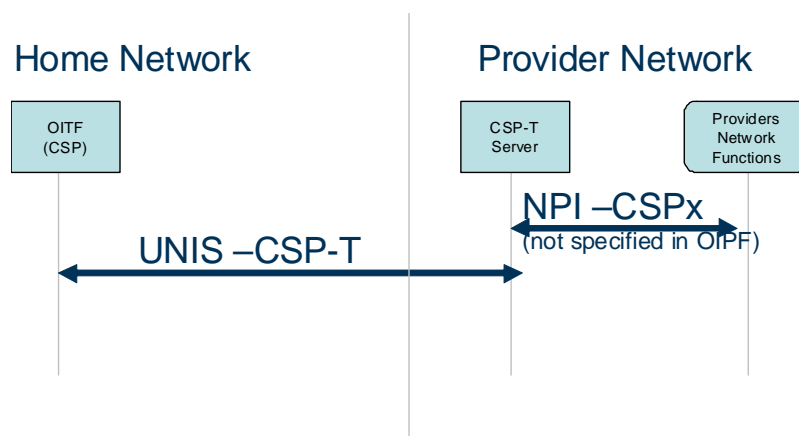 Home Network
Provider Network
OITF
(CSP)
CSP-T
Server
Providers
Network
Functions
NPI –CSPx
(not specified in OIPF)
UNIS –CSP-T